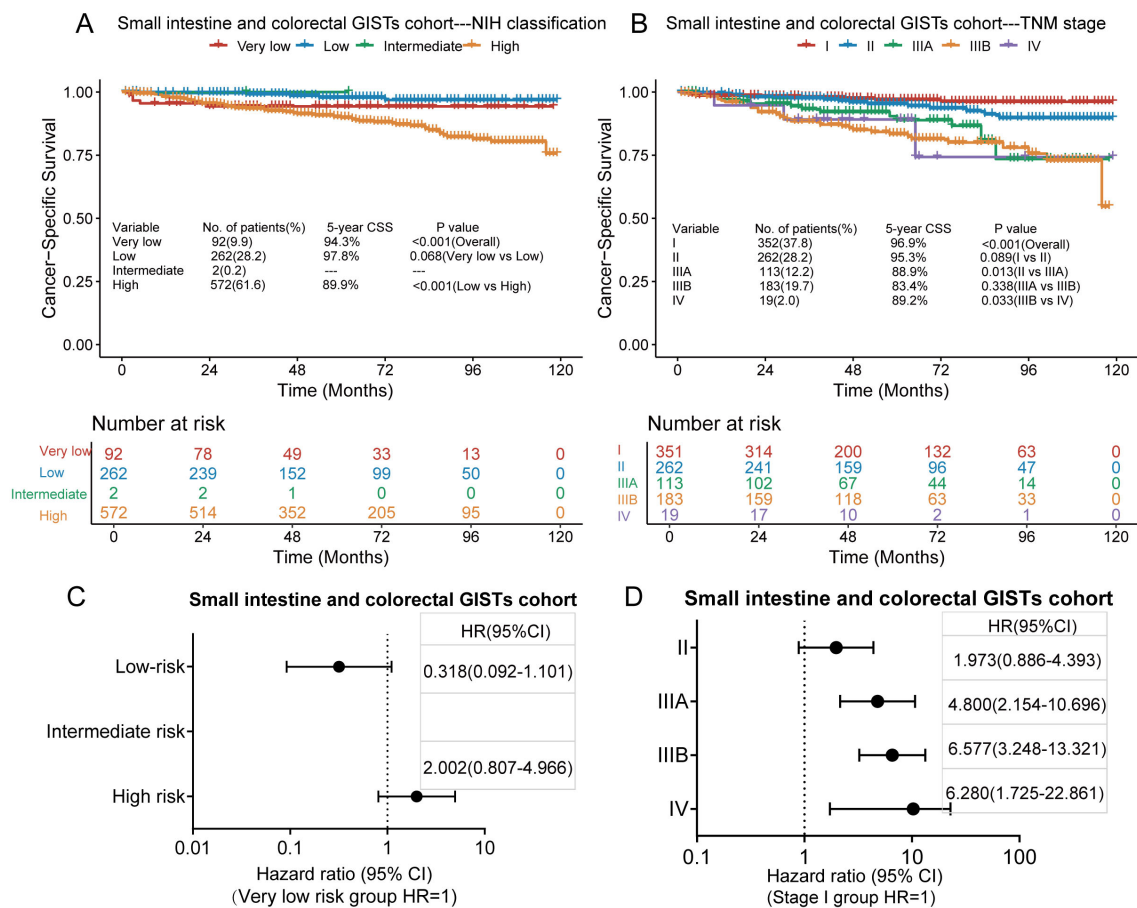 A
Small intestine and colorectal GISTs cohort---NIH classification
Very low Low Intermediate High
Cancer-Specific Survival
1.00
0.75
0.50
0.25
0.00
Variable No. of patients(%) 5-year CSS P value
Very low 92(9.9) 94.3% <0.001(Overall)
Low 262(28.2) 97.8% 0.068(Very low vs Low)
Intermediate 2(0.2) --- ---
High 572(61.6) 89.9% <0.001(Low vs High)
0 24 48 72 96 120
Time (Months)
Number at risk
Very low 92 78 49 33 13 0
Low 262 239 152 99 50 0
Intermediate 2 2 1 0 0 0
High 572 514 352 205 95 0
0 24 48 72 96 120
Time (Months)
B
Small intestine and colorectal GISTs cohort---TNM stage
I II IIIA IIIB IV
Cancer-Specific Survival
1.00
0.75
0.50
0.25
0.00
Variable No. of patients(%) 5-year CSS P value
I 352(37.8) 96.9% <0.001(Overall)
II 262(28.2) 95.3% 0.089(I vs II)
IIIA 113(12.2) 88.9% 0.013(II vs IIIA)
IIIB 183(19.7) 83.4% 0.338(IIIA vs IIIB)
IV 19(2.0) 89.2% 0.033(IIIB vs IV)
0 24 48 72 96 120
Time (Months)
Number at risk
I 351 314 200 132 63 0
II 262 241 159 96 47 0
IIIA 113 102 67 44 14 0
IIIB 183 159 118 63 33 0
IV 19 17 10 2 1 0
0 24 48 72 96 120
Time (Months)
C
Small intestine and colorectal GISTs cohort
HR(95%CI)
Low-risk 0.318(0.092-1.101)
Intermediate risk
2.002(0.807-4.966)
High risk
0.01 0.1 1 10
Hazard ratio (95% CI)
(Very low risk group HR=1)
D
Small intestine and colorectal GISTs cohort
HR(95%CI)
II 1.973(0.886-4.393)
IIIA 4.800(2.154-10.696)
IIIB 6.577(3.248-13.321)
IV 6.280(1.725-22.861)
0.1 1 10 100
Hazard ratio (95% CI)
(Stage I group HR=1)